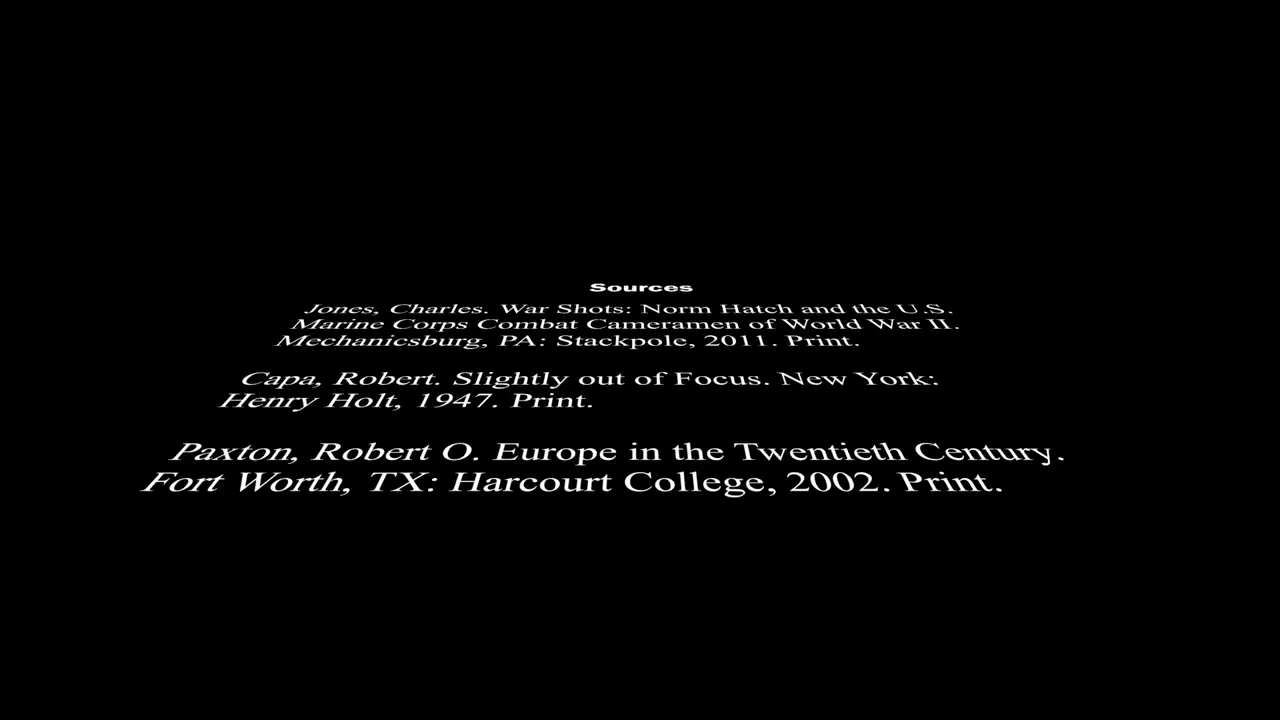 Sources
Jones, Charles. War Shots: Norm Hatch and the U.S.
Marine Corps Combat Cameramen of World War II.
Mechanicsburg, PA: Stackpole, 2011. Print.
Capa, Robert. Slightly out of Focus. New York:
Henry Holt, 1947. Print.
Paxton, Robert O. Europe in the Twentieth Century.
Fort Worth, TX: Harcourt College, 2002. Print.